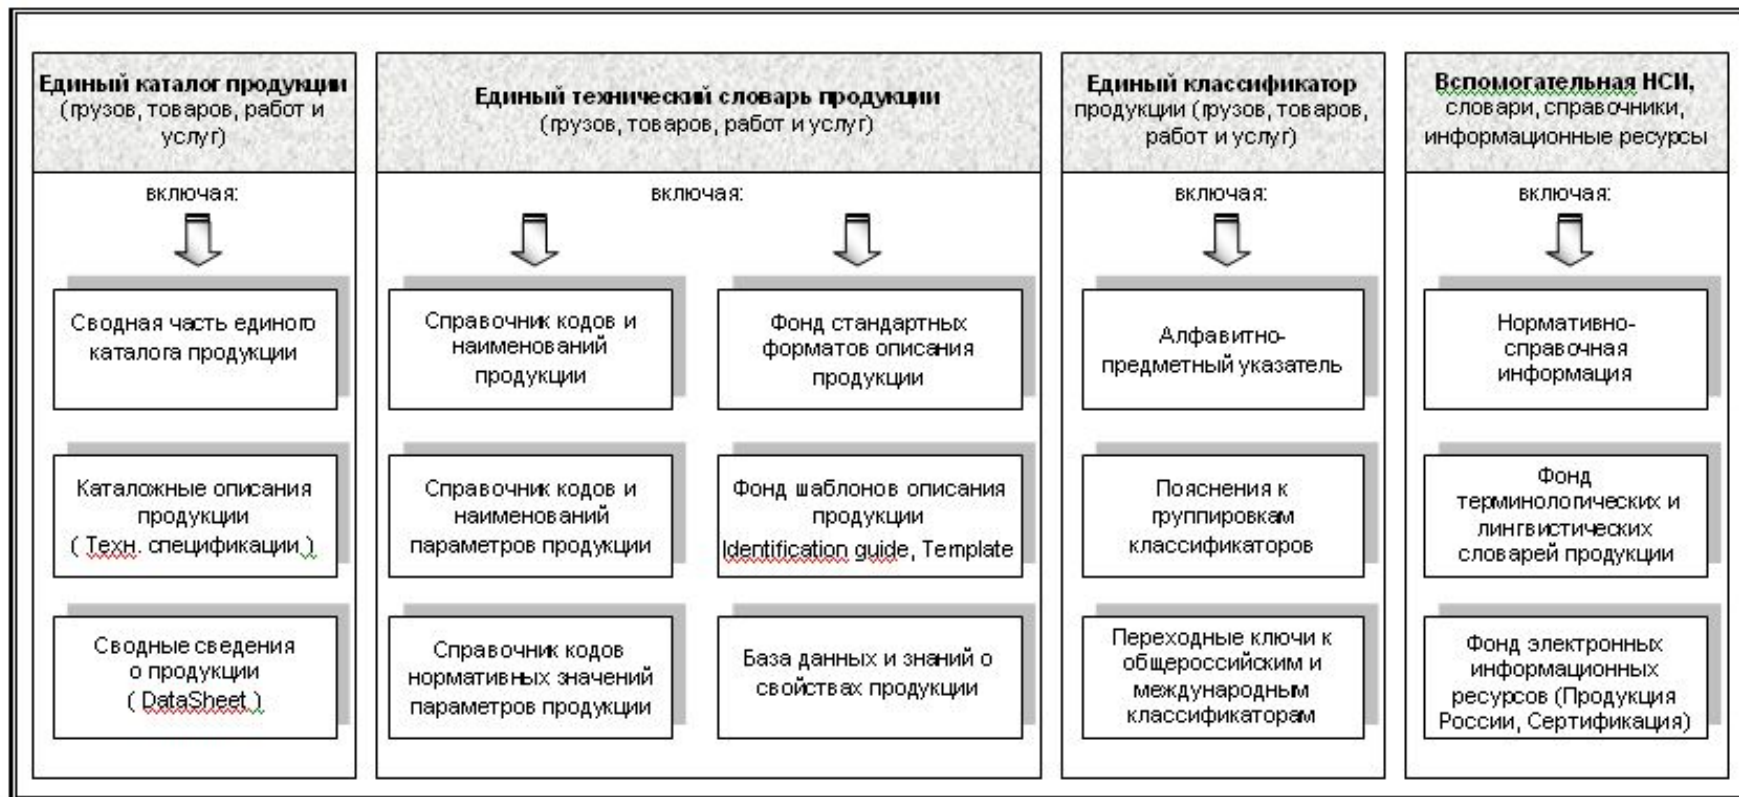 Единый каталог продукции
(грузов, товаров, работ и
услуг)
включая:
Сводная часть единого
каталога продукции
Каталожные описания
продукции
( Техн. спецификации )
Сводные сведения
о продукции
( DataSheet )
Единый технический словарь продукции
(грузов, товаров, работ и услуг)
включая:
Справочник кодов и
наименований
продукции
Справочник кодов и
наименований
параметров продукции
Справочник кодов
нормативных значений
параметров продукции
Фонд стандартных
форматов описания
продукции
Фонд шаблонов описания
продукции
Identification guide, Template
База данных и знаний о
свойствах продукции
Единый классификатор
продукции (грузов, товаров,
работ и услуг)
включая:
Алфавитно-
предметный указатель
Пояснения к
группировкам
классификаторов
Переходные ключи к
общероссийским и
международным
классификаторам
Вспомогательная НСИ,
словари, справочники,
информационные ресурсы
включая:
Нормативно-
справочная
информация
Фонд
терминологических и
лингвистических
словарей продукции
Фонд электронных
информационных
ресурсов (Продукция
России, Сертификация)